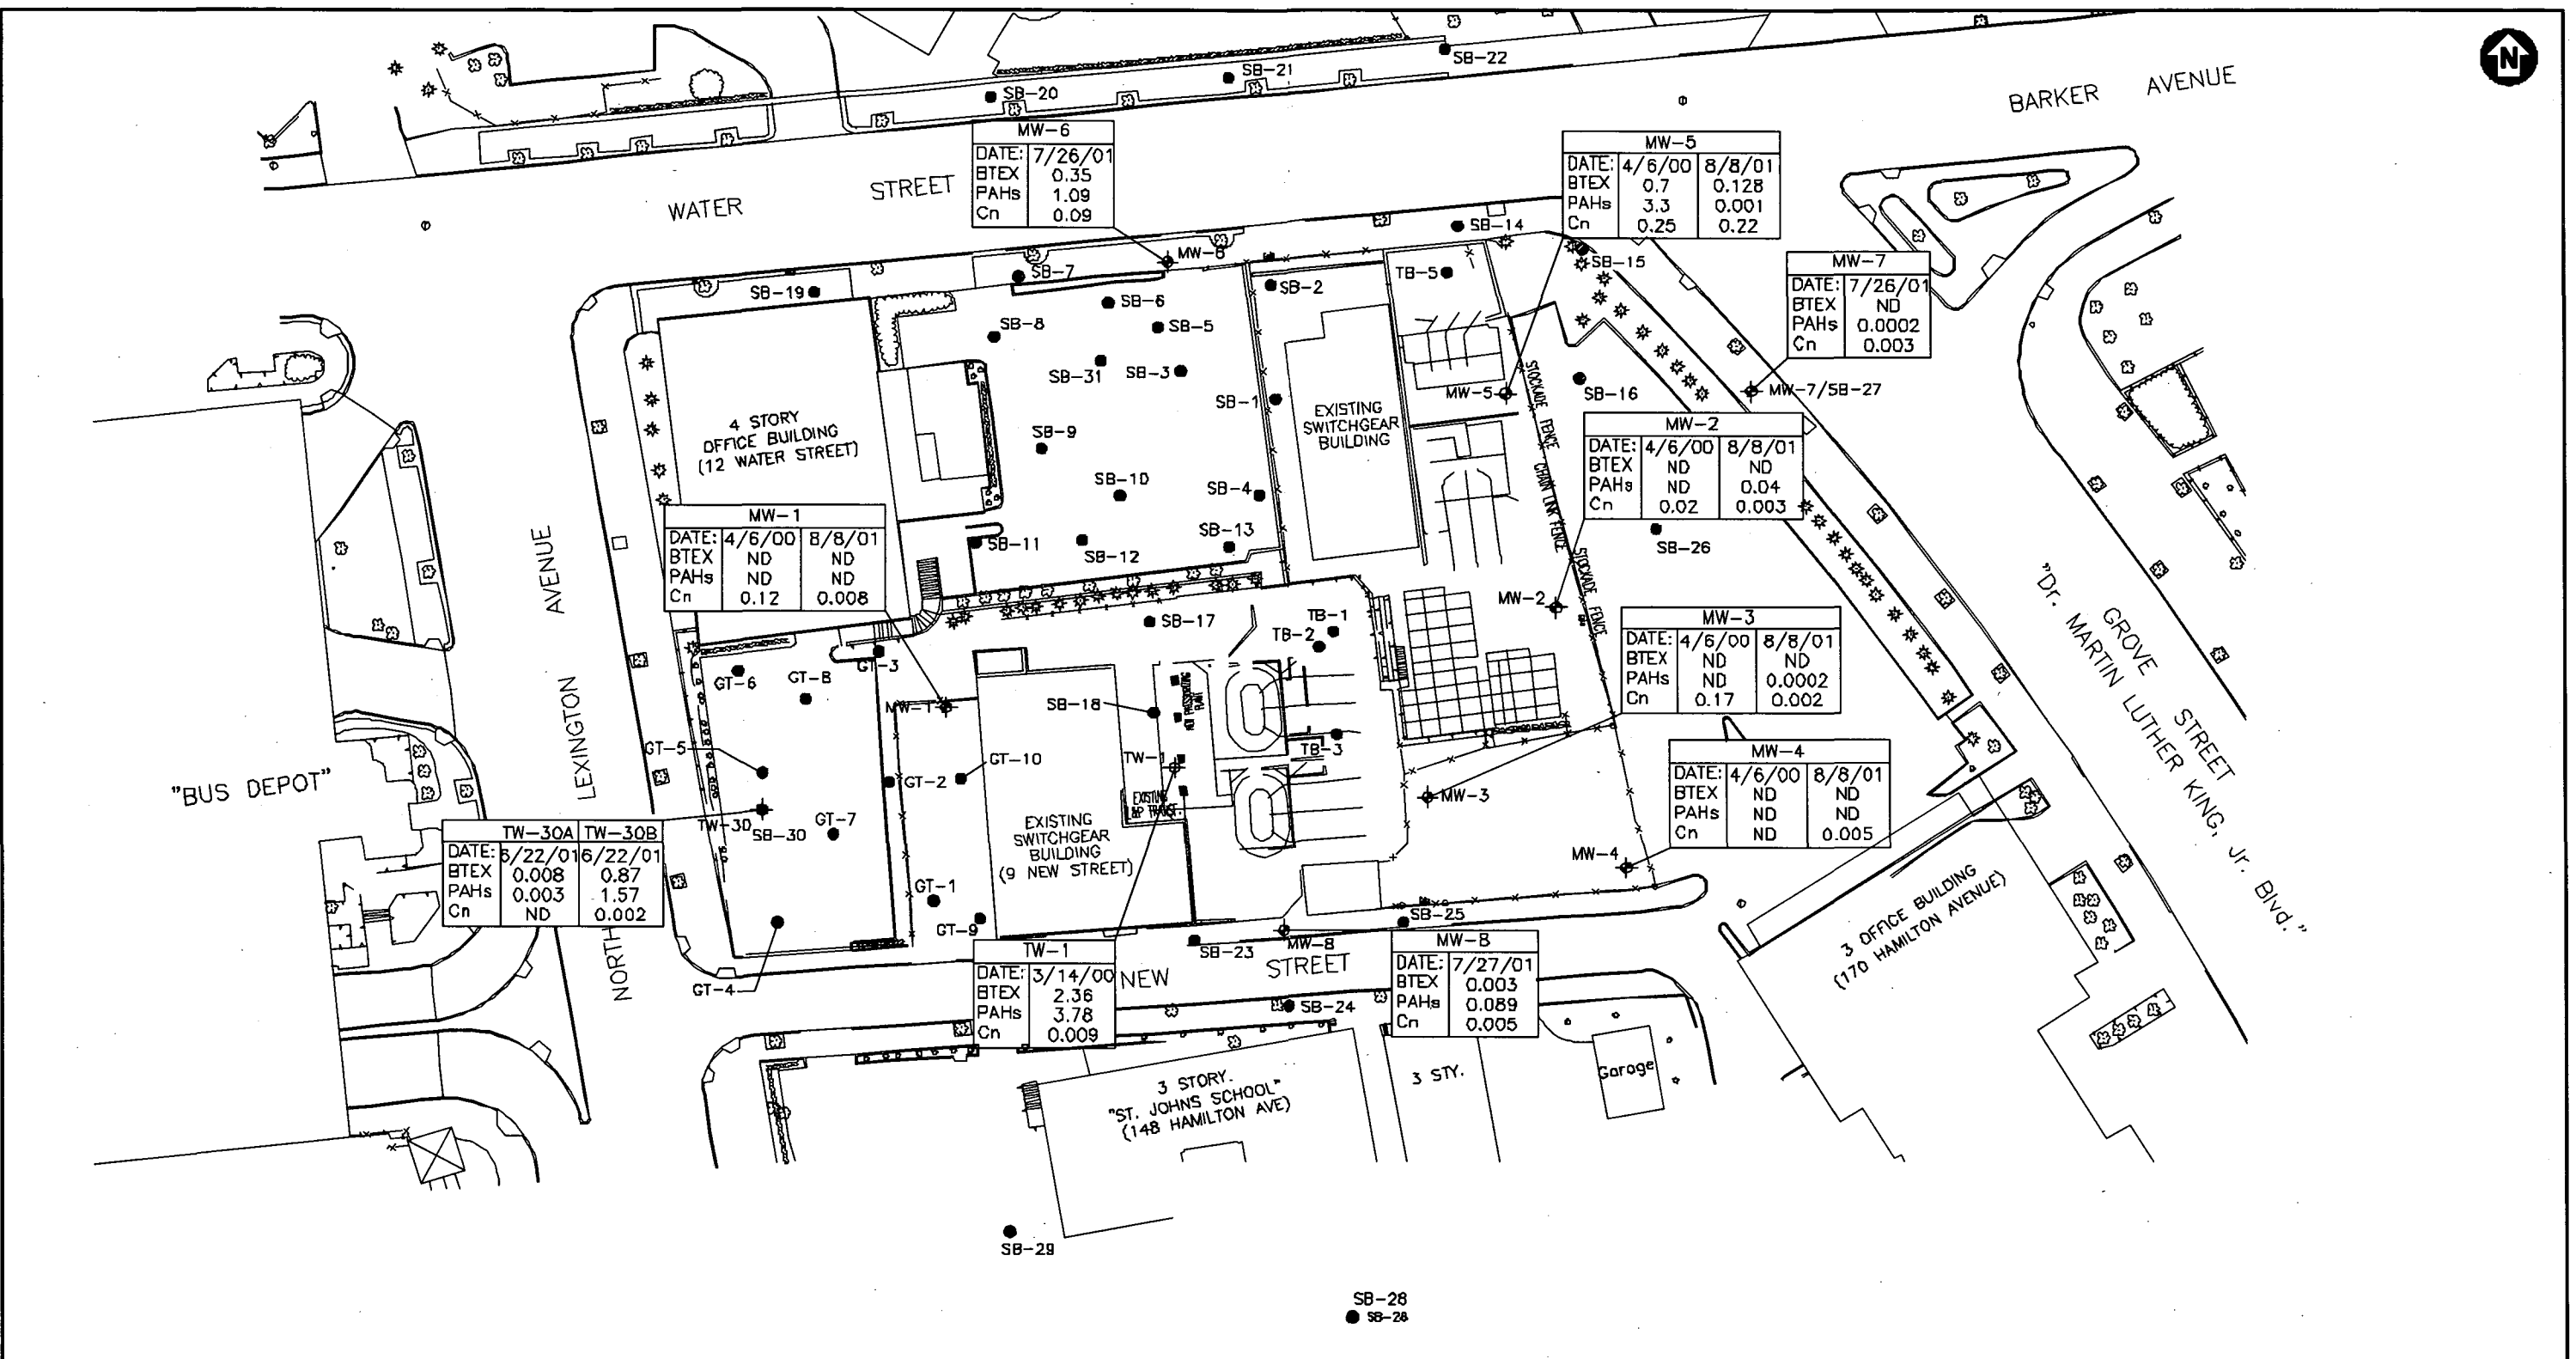 N
SB-22
SB-21
SB-20
BARKER AVENUE
WATER STREET
MW-6
DATE: 7/26/01
BTEX 0.35
PAHs 1.09
Cn 0.09
MW-5
DATE: 4/6/00 8/8/01
BTEX 0.7 0.128
PAHs 3.3 0.001
Cn 0.25 0.22
SB-14
MW-6
SB-15
SB-7
TB-5
SB-19
SB-2
MW-7
DATE: 7/26/01
BTEX ND
PAHs 0.0002
Cn 0.003
SB-6
SB-5
SB-8
SB-31
SB-3
SB-1
MW-5
SB-16
MW-7/SB-27
STOCKADE FENCE
CHAIN LINK FENCE
STOCKADE FENCE
4 STORY
OFFICE BUILDING
(12 WATER STREET)
EXISTING
SWITCHGEAR
BUILDING
SB-9
SB-10
SB-4
MW-2
DATE: 4/6/00 8/8/01
BTEX ND ND
PAHs ND 0.04
Cn 0.02 0.003
MW-1
DATE: 4/6/00 8/8/01
BTEX ND ND
PAHs ND ND
Cn 0.12 0.008
SB-11
SB-12
SB-13
SB-26
MW-2
SB-17
TB-1
TB-2
MW-3
DATE: 4/6/00 8/8/01
BTEX ND ND
PAHs ND 0.0002
Cn 0.17 0.002
GT-3
GT-6
GT-8
MW-1
SB-18
TB-3
GT-5
TW-1
GT-10
GT-2
MW-4
DATE: 4/6/00 8/8/01
BTEX ND ND
PAHs ND ND
Cn ND 0.005
"BUS DEPOT"
NORTH LEXINGTON AVENUE
GROVE STREET
"Dr. MARTIN LUTHER KING, Jr. Blvd."
MW-3
EXISTING
TW-3D
SB-30
GT-7
EXISTING
SWITCHGEAR
BUILDING
(9 NEW STREET)
TW-30A TW-30B
DATE: 6/22/01 6/22/01
BTEX 0.008 0.87
PAHs 0.003 1.57
Cn ND 0.002
MW-4
GT-1
GT-9
SB-25
SB-23
MW-8
GT-4
TW-1
DATE: 3/14/00
BTEX 2.36
PAHs 3.78
Cn 0.009
NEW STREET
MW-8
DATE: 7/27/01
BTEX 0.003
PAHs 0.089
Cn 0.005
SB-24
3 OFFICE BUILDING
(170 HAMILTON AVENUE)
3 STORY.
"ST. JOHNS SCHOOL"
(148 HAMILTON AVE)
3 STY.
Garage
SB-29
SB-28
SB-28